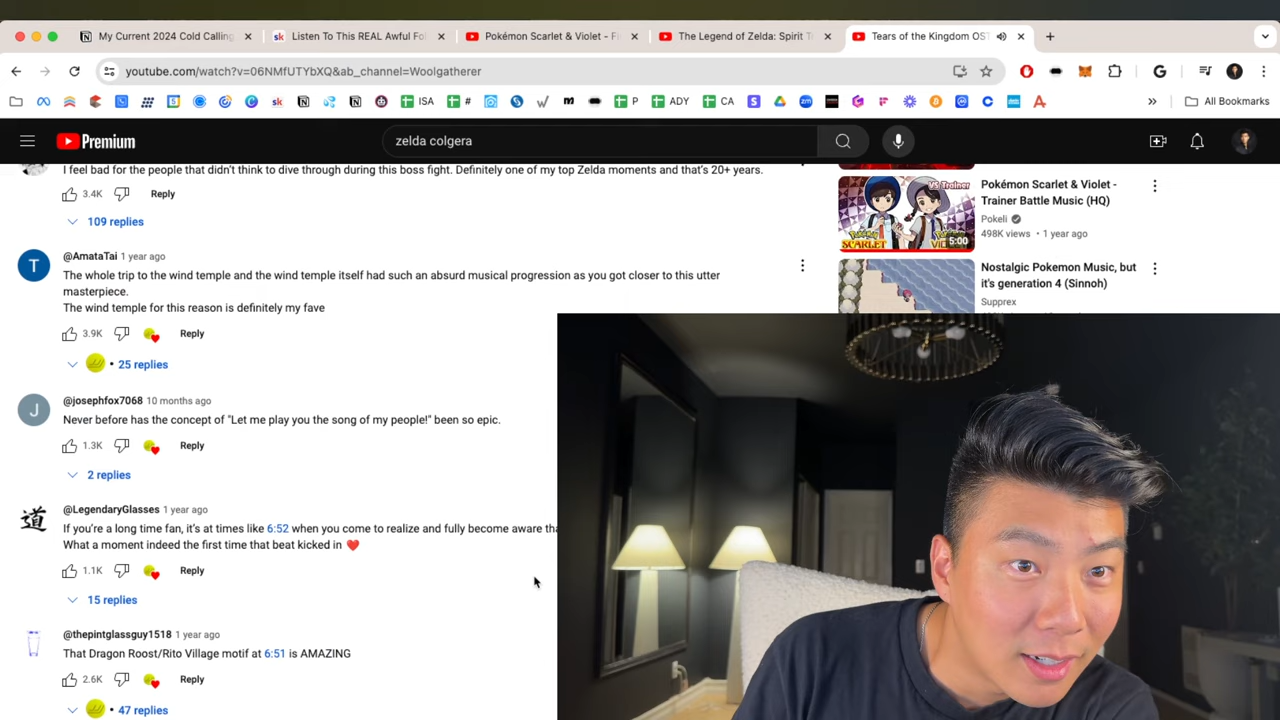 My Current 2024 Cold Calling
Listen To This REAL Awful Fol
Pokémon Scarlet & Violet - Fi
The Legend of Zelda: Spirit T
Tears of the Kingdom OST
youtube.com/watch?v=06NMfUTYbXQ&ab_channel=Woolgatherer
ISA
#
P
ADY
CA
All Bookmarks
Premium
zelda colgera
I feel bad for the people that didn't think to dive through during this boss fight. Definitely one of my top Zelda moments and that's 20+ years.
3.4K
Reply
109 replies
@AmataTai 1 year ago
The whole trip to the wind temple and the wind temple itself had such an absurd musical progression as you got closer to this utter
masterpiece.
The wind temple for this reason is definitely my fave
3.9K
Reply
25 replies
@josephfox7068 10 months ago
Never before has the concept of "Let me play you the song of my people!" been so epic.
1.3K
Reply
2 replies
道
@LegendaryGlasses 1 year ago
If you're a long time fan, it's at times like 6:52 when you come to realize and fully become aware tha
What a moment indeed the first time that beat kicked in ❤️
1.1K
Reply
15 replies
@thepintglassguy1518 1 year ago
That Dragon Roost/Rito Village motif at 6:51 is AMAZING
2.6K
Reply
47 replies
VS Trainer
SCARLET
5:00
Pokémon Scarlet & Violet -
Trainer Battle Music (HQ)
Pokeli
498K views • 1 year ago
Nostalgic Pokemon Music, but
it's generation 4 (Sinnoh)
Supprex